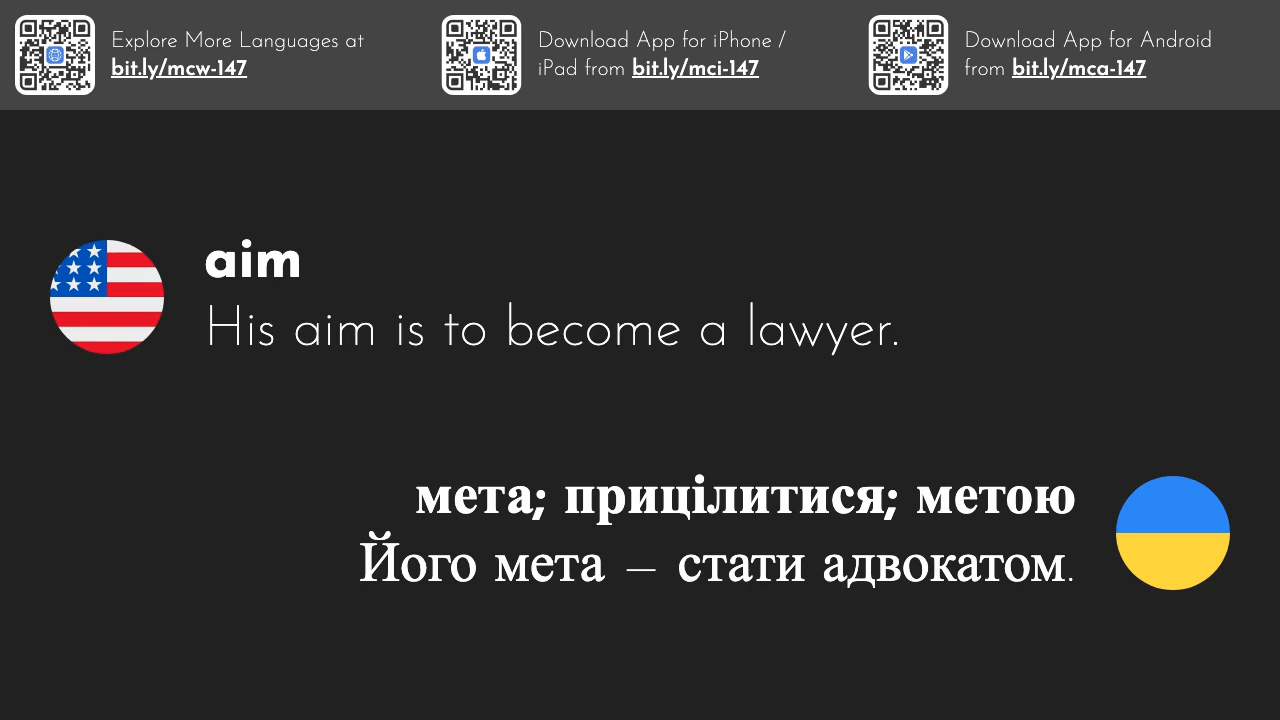 Explore More Languages at
bit.ly/mcw-147
Download App for iPhone /
iPad from bit.ly/mci-147
Download App for Android
from bit.ly/mca-147
aim
His aim is to become a lawyer.
мета; прицілитися; метою
Його мета – стати адвокатом.